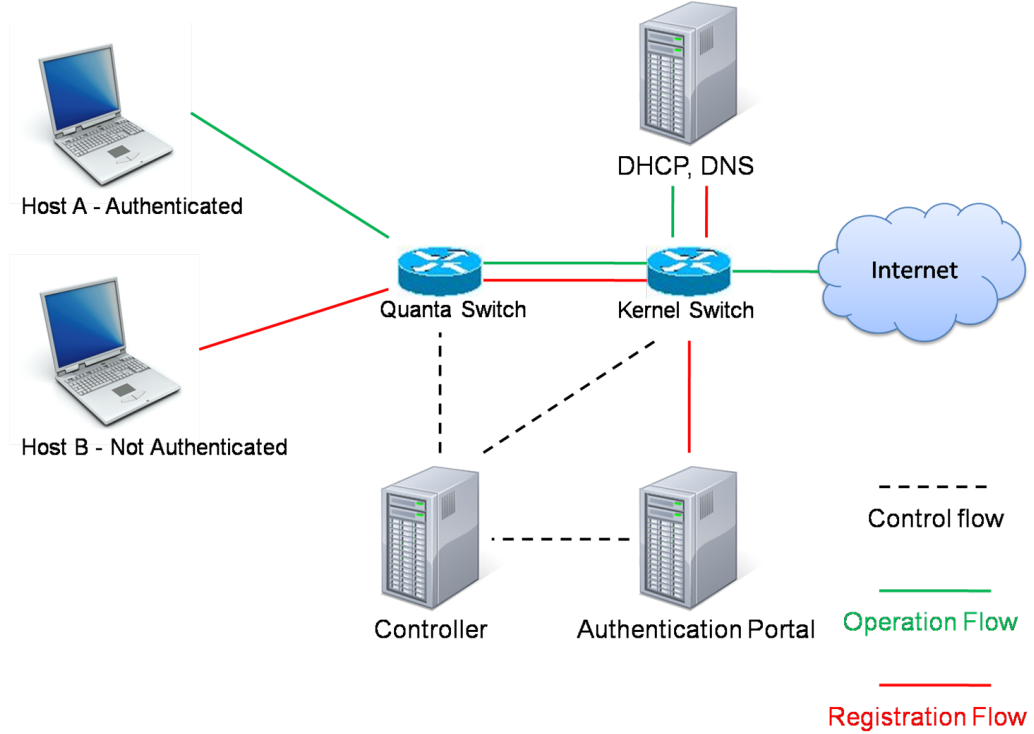 DHCP, DNS
Host A - Authenticated
Internet
Quanta Switch
Kernel Switch
Host B - Not Authenticated
Control flow
Controller
Authentication Portal
Operation Flow
Registration Flow